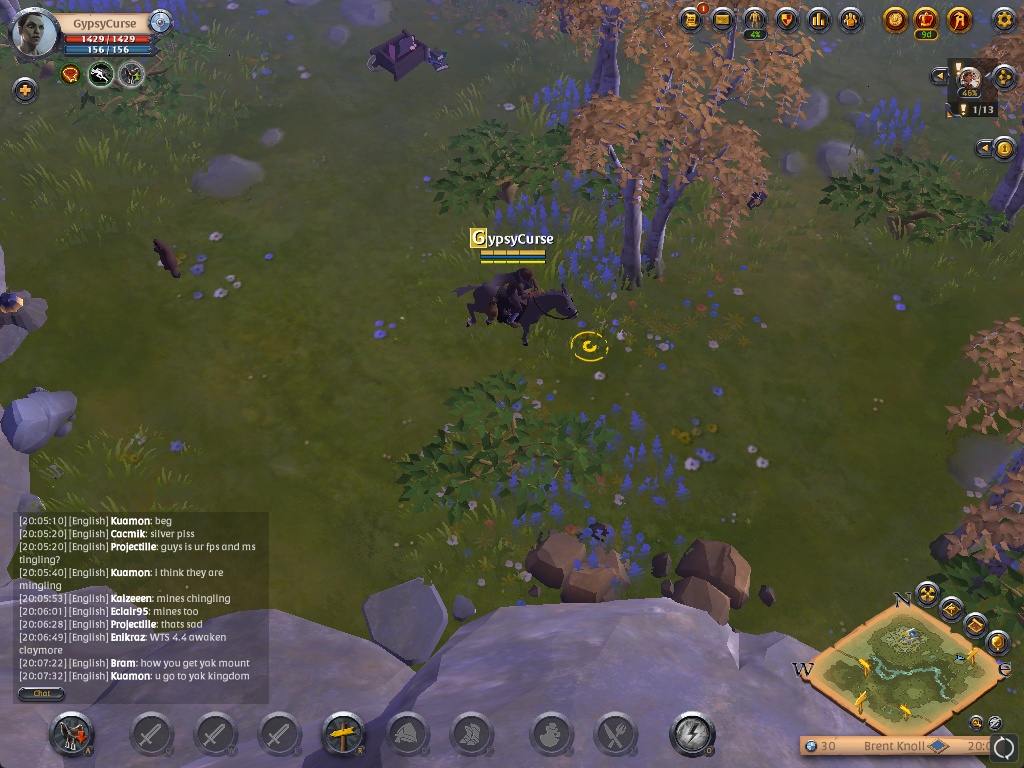 GypsyCurse
1429 / 1429
156 / 156
1
4%
9d
46%
1/13
GypsyCurse
[20:05:10] [English] Kuamon: beg
[20:05:20] [English] Cacmik: silver plss
[20:05:20] [English] Projectille: guys is ur fps and ms
tingling?
[20:05:40] [English] Kuamon: i think they are
mingling
[20:05:53] [English] Kaizeeen: mines chingling
[20:06:01] [English] Eclair95: mines too
[20:06:28] [English] Projectille: thats sad
[20:06:49] [English] Enikraz: WTS 4.4 awaken
claymore
[20:07:22] [English] Bram: how you get yak mount
[20:07:32] [English] Kuamon: u go to yak kingdom
Chat
N
W
E
A
R
30
Brent Knoll
20:0